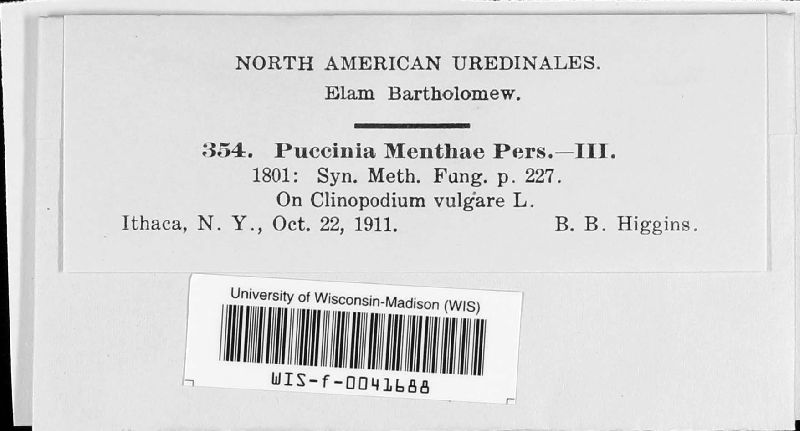 NORTH AMERICAN UREDINALES.
Elam Bartholomew.
354. Puccinia Menthae Pers.—III.
1801: Syn. Meth. Fung. p. 227.
On Clinopodium vulgare L.
Ithaca, N. Y., Oct. 22, 1911. B. B. Higgins.
University of Wisconsin-Madison (WIS)
WIS-f-0041688